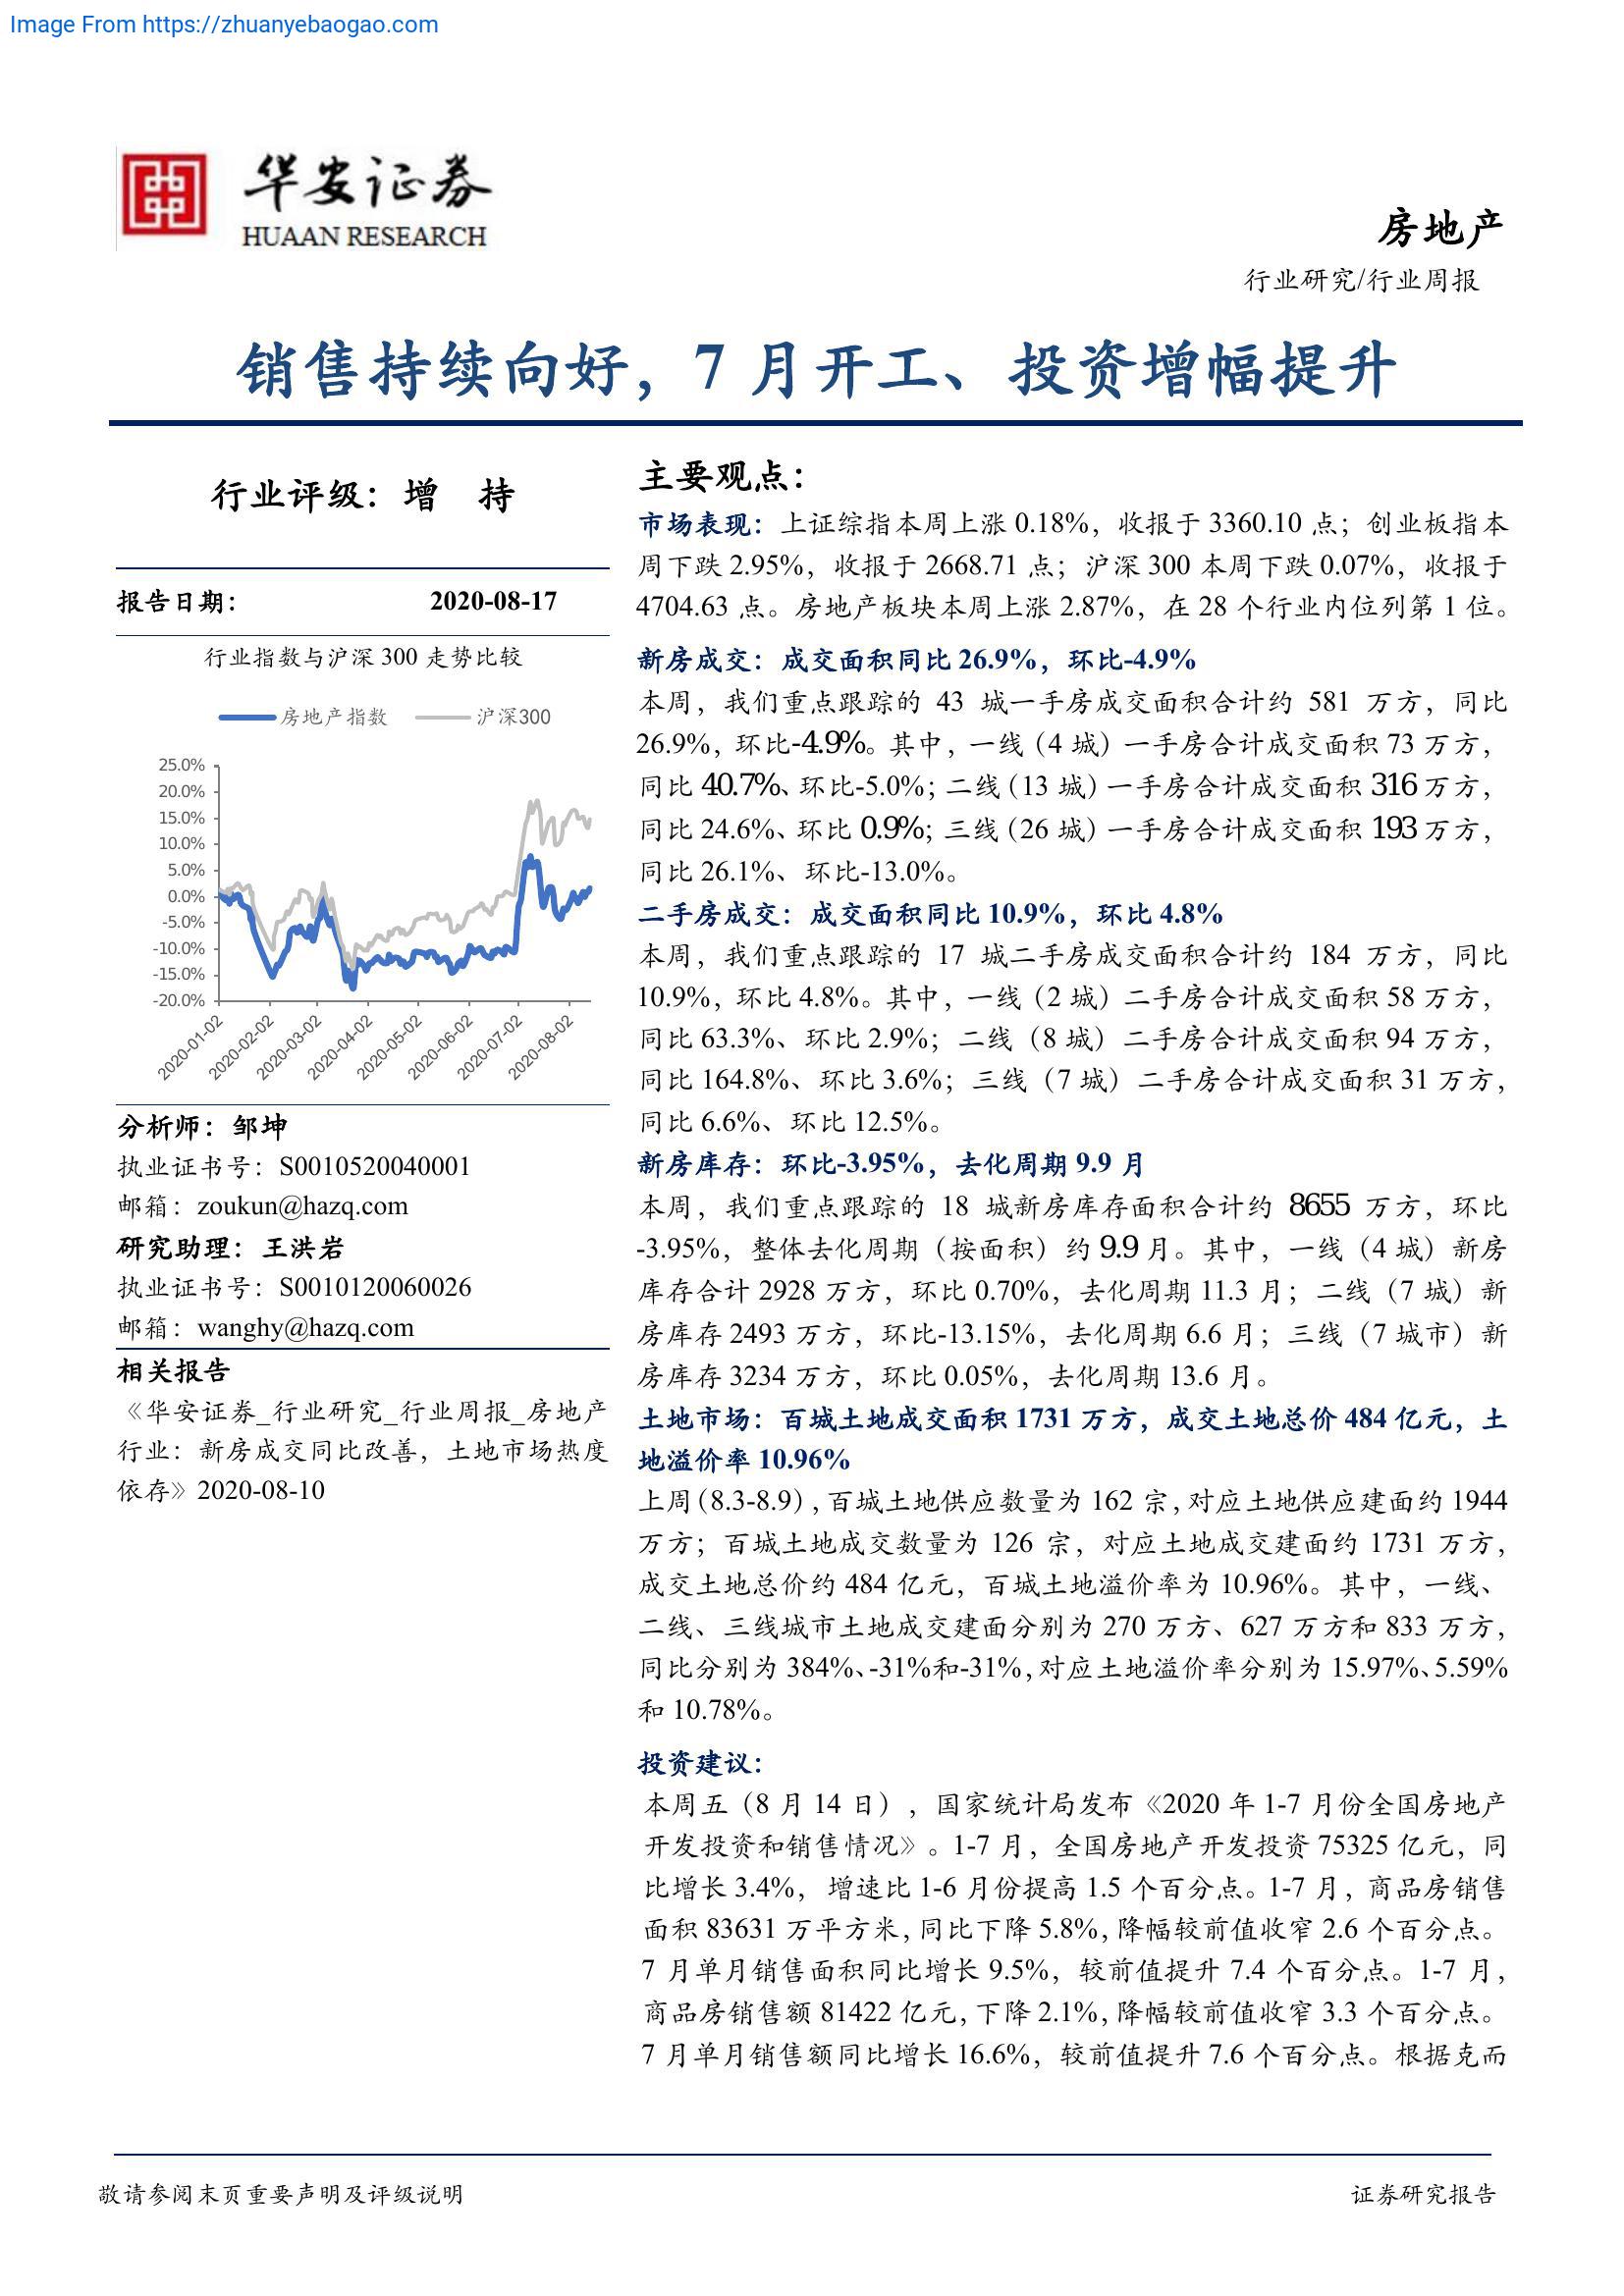 Image From https://zhuanyebaogao.com
华安证券
HUAAN RESEARCH
房地产
行业研究/行业周报
销售持续向好，7 月开工、投资增幅提升
行业评级：增 持
报告日期： 2020-08-17
行业指数与沪深 300 走势比较
房地产指数 沪深300
25.0%
20.0%
15.0%
10.0%
5.0%
0.0%
-5.0%
-10.0%
-15.0%
-20.0%
2020-01-02
2020-02-02
2020-03-02
2020-04-02
2020-05-02
2020-06-02
2020-07-02
2020-08-02
分析师：邹坤
执业证书号：S0010520040001
邮箱：zoukun@hazq.com
研究助理：王洪岩
执业证书号：S0010120060026
邮箱：wanghy@hazq.com
相关报告
《华安证券_行业研究_行业周报_房地产
行业：新房成交同比改善，土地市场热度
依存》2020-08-10
主要观点：
市场表现：上证综指本周上涨 0.18%，收报于 3360.10 点；创业板指本
周下跌 2.95%，收报于 2668.71 点；沪深 300 本周下跌 0.07%，收报于
4704.63 点。房地产板块本周上涨 2.87%，在 28 个行业内位列第 1 位。
新房成交：成交面积同比 26.9%，环比-4.9%
本周，我们重点跟踪的 43 城一手房成交面积合计约 581 万方，同比
26.9%，环比-4.9%。其中，一线（4 城）一手房合计成交面积 73 万方，
同比 40.7%、环比-5.0%；二线（13 城）一手房合计成交面积 316 万方，
同比 24.6%、环比 0.9%；三线（26 城）一手房合计成交面积 193 万方，
同比 26.1%、环比-13.0%。
二手房成交：成交面积同比 10.9%，环比 4.8%
本周，我们重点跟踪的 17 城二手房成交面积合计约 184 万方，同比
10.9%，环比 4.8%。其中，一线（2 城）二手房合计成交面积 58 万方，
同比 63.3%、环比 2.9%；二线（8 城）二手房合计成交面积 94 万方，
同比 164.8%、环比 3.6%；三线（7 城）二手房合计成交面积 31 万方，
同比 6.6%、环比 12.5%。
新房库存：环比-3.95%，去化周期 9.9 月
本周，我们重点跟踪的 18 城新房库存面积合计约 8655 万方，环比
-3.95%，整体去化周期（按面积）约 9.9 月。其中，一线（4 城）新房
库存合计 2928 万方，环比 0.70%，去化周期 11.3 月；二线（7 城）新
房库存 2493 万方，环比-13.15%，去化周期 6.6 月；三线（7 城市）新
房库存 3234 万方，环比 0.05%，去化周期 13.6 月。
土地市场：百城土地成交面积 1731 万方，成交土地总价 484 亿元，土
地溢价率 10.96%
上周（8.3-8.9），百城土地供应数量为 162 宗，对应土地供应建面约 1944
万方；百城土地成交数量为 126 宗，对应土地成交建面约 1731 万方，
成交土地总价约 484 亿元，百城土地溢价率为 10.96%。其中，一线、
二线、三线城市土地成交建面分别为 270 万方、627 万方和 833 万方，
同比分别为 384%、-31%和-31%，对应土地溢价率分别为 15.97%、5.59%
和 10.78%。
投资建议：
本周五（8 月 14 日），国家统计局发布《2020 年 1-7 月份全国房地产
开发投资和销售情况》。1-7 月，全国房地产开发投资 75325 亿元，同
比增长 3.4%，增速比 1-6 月份提高 1.5 个百分点。1-7 月，商品房销售
面积 83631 万平方米，同比下降 5.8%，降幅较前值收窄 2.6 个百分点。
7 月单月销售面积同比增长 9.5%，较前值提升 7.4 个百分点。1-7 月，
商品房销售额 81422 亿元，下降 2.1%，降幅较前值收窄 3.3 个百分点。
7 月单月销售额同比增长 16.6%，较前值提升 7.6 个百分点。根据克而
敬请参阅末页重要声明及评级说明
证券研究报告